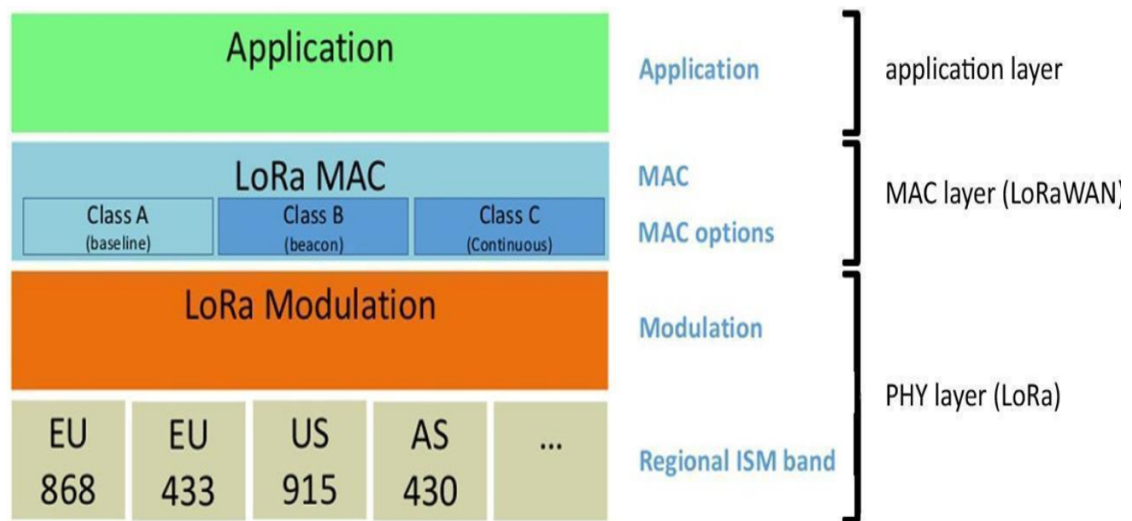 Application
Application
application layer
LoRa MAC
MAC
MAC layer (LoRaWAN)
Class A
(baseline)
Class B
(beacon)
Class C
(Continuous)
MAC options
LoRa Modulation
Modulation
PHY layer (LoRa)
EU
868
EU
433
US
915
AS
430
...
Regional ISM band